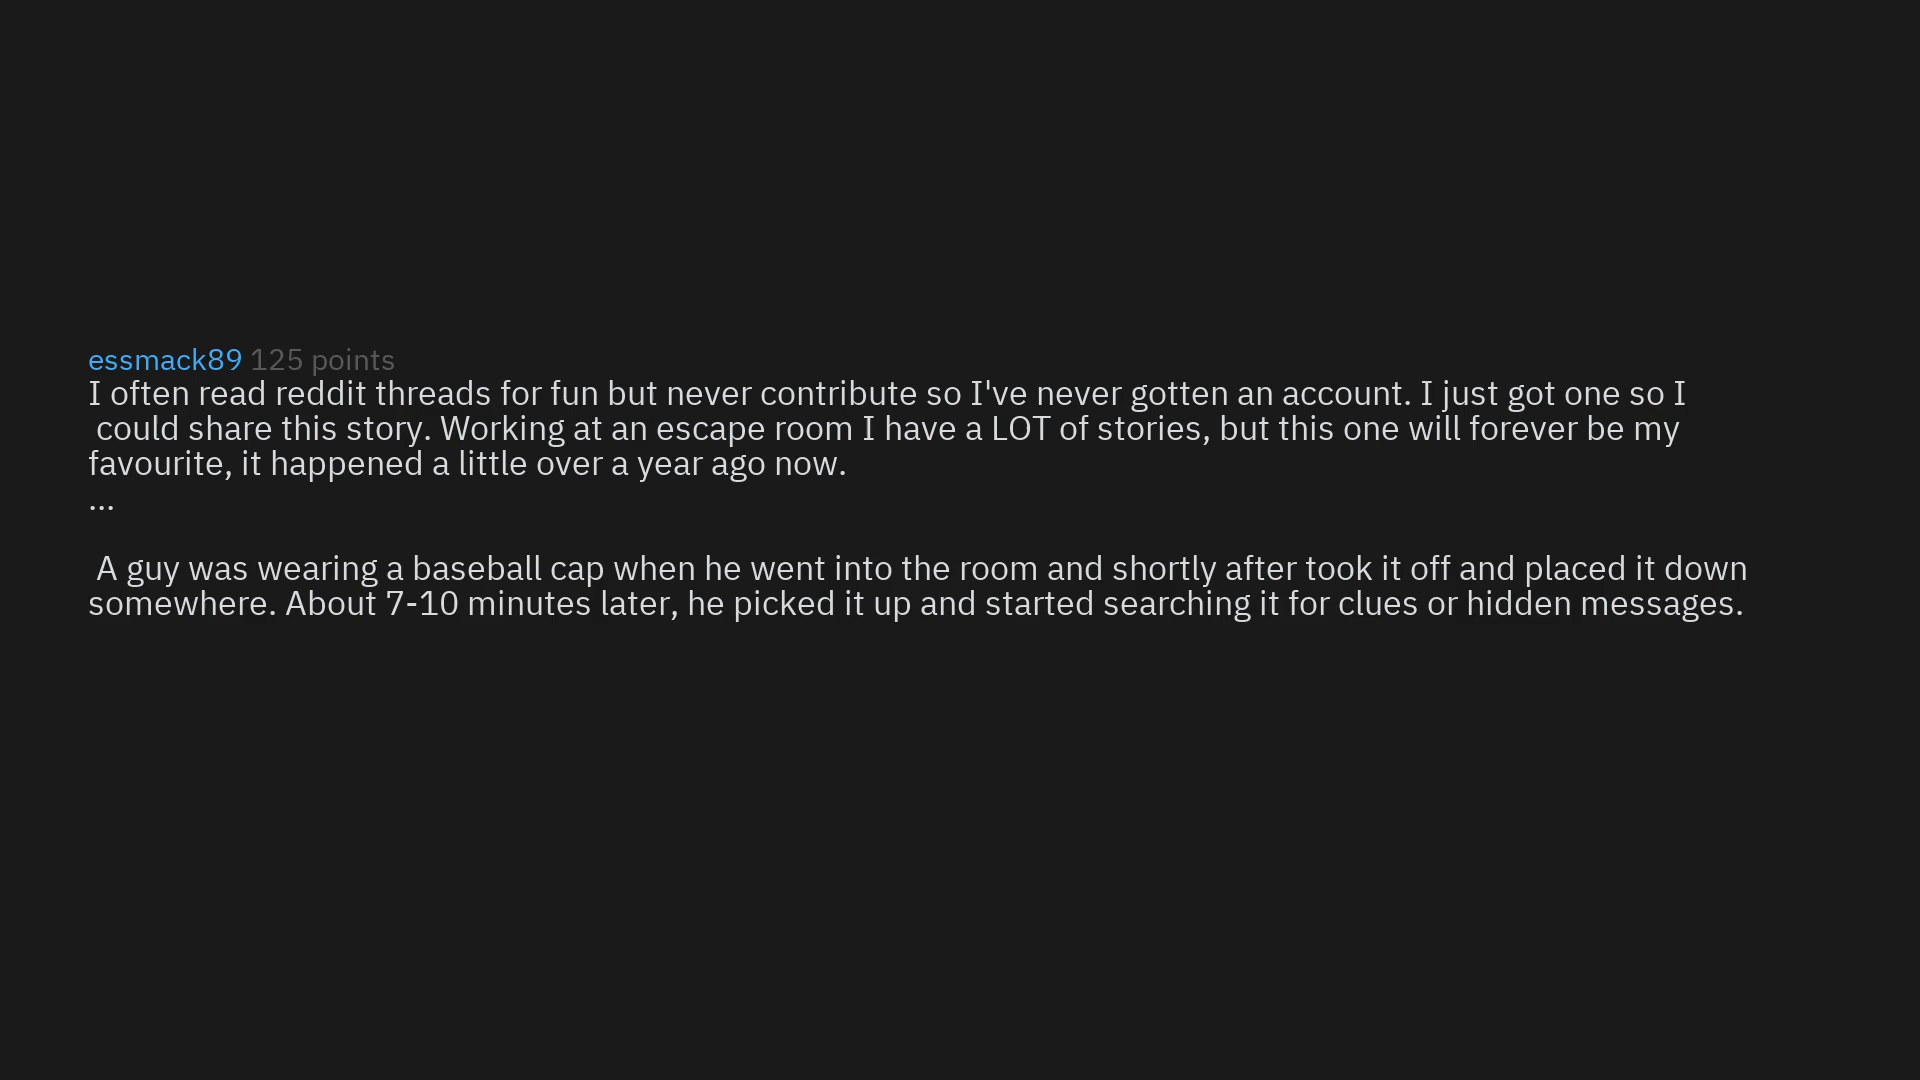 essmack89 125 points
I often read reddit threads for fun but never contribute so I've never gotten an account. I just got one so I
could share this story. Working at an escape room I have a LOT of stories, but this one will forever be my
favourite, it happened a little over a year ago now.
...
A guy was wearing a baseball cap when he went into the room and shortly after took it off and placed it down
somewhere. About 7-10 minutes later, he picked it up and started searching it for clues or hidden messages.